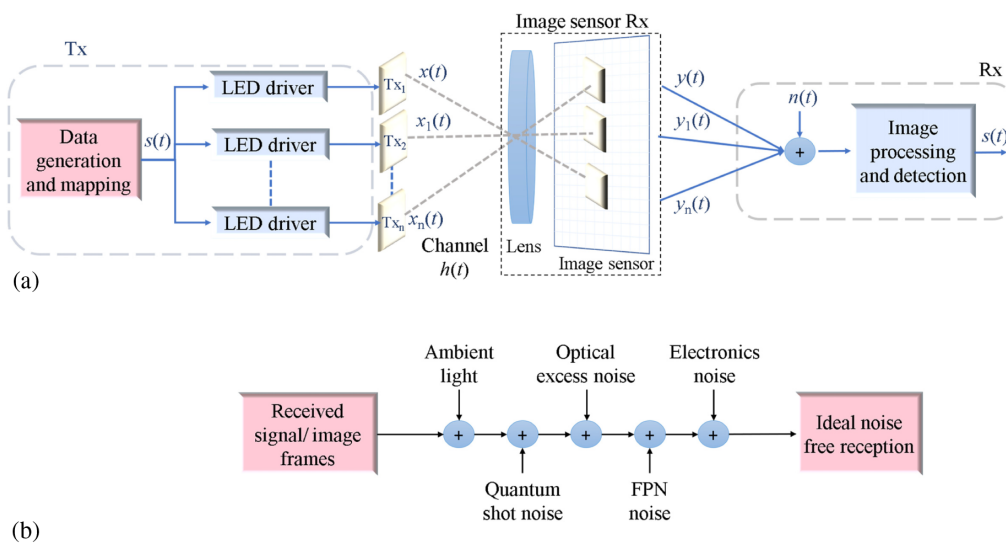 Tx
Data
generation
and mapping
s(t)
LED driver
LED driver
LED driver
Tx₁
Tx₂
Txₙ
x(t)
x₁(t)
xₙ(t)
Channel
h(t)
Image sensor Rx
Lens
Image sensor
y(t)
y₁(t)
yₙ(t)
Rx
n(t)
+
Image
processing
and detection
s(t)
(a)
Ambient
light
Optical
excess noise
Electronics
noise
Received
signal/ image
frames
+
+
+
+
+
Ideal noise
free reception
Quantum
shot noise
FPN
noise
(b)